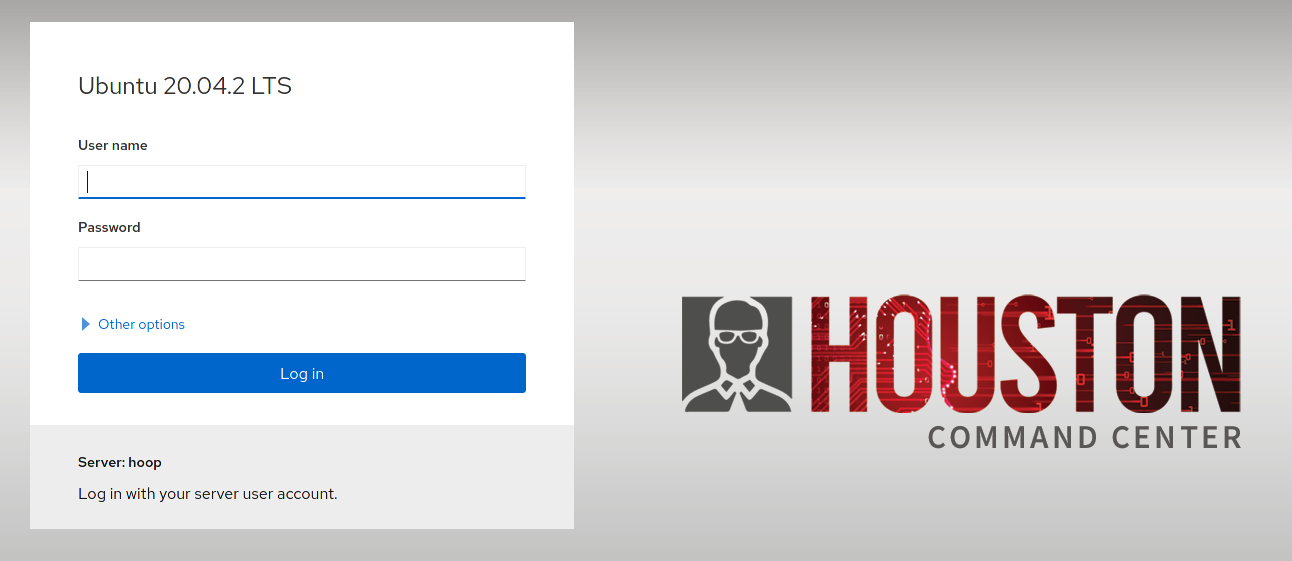 Ubuntu 20.04.2 LTS
User name
Password
Other options
Log in
Server: hoop
Log in with your server user account.
HOUSTON
COMMAND CENTER